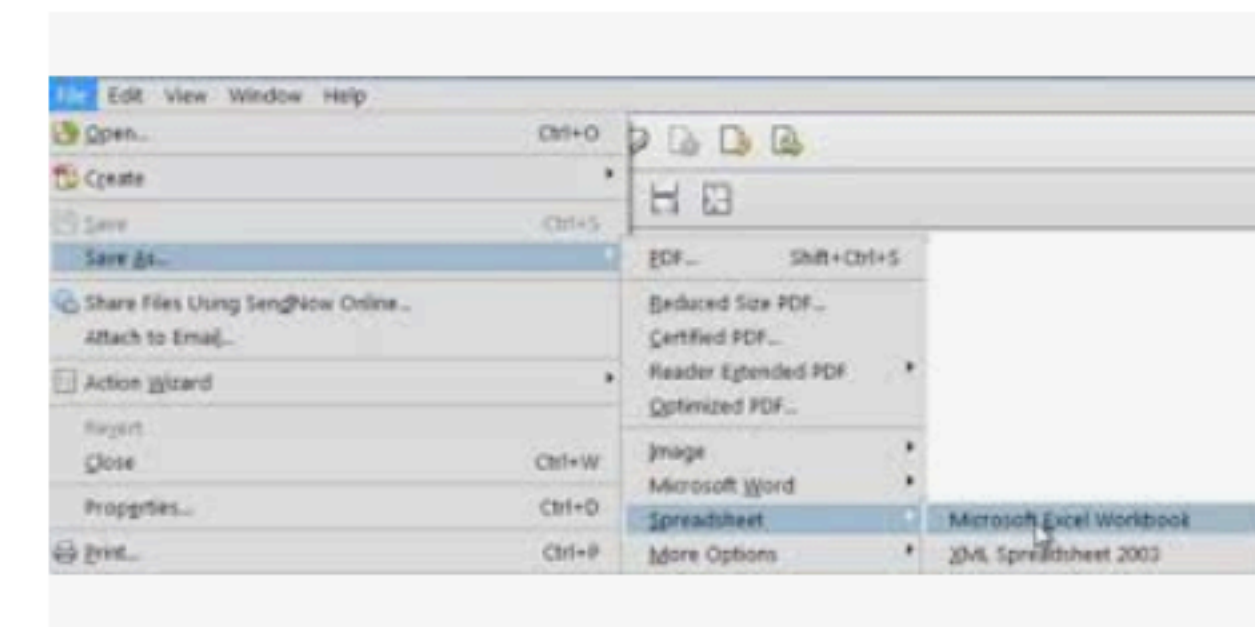 File Edit View Window Help
Open... Ctrl+O
Create
Save Ctrl+S
Save As...
Share Files Using SendNow Online...
Attach to Email...
Action Wizard
Revert
Close Ctrl+W
Properties... Ctrl+D
Print... Ctrl+P
PDF... Shift+Ctrl+S
Reduced Size PDF...
Certified PDF...
Reader Extended PDF
Optimized PDF...
Image
Microsoft Word
Spreadsheet
More Options
Microsoft Excel Workbook
XML Spreadsheet 2003